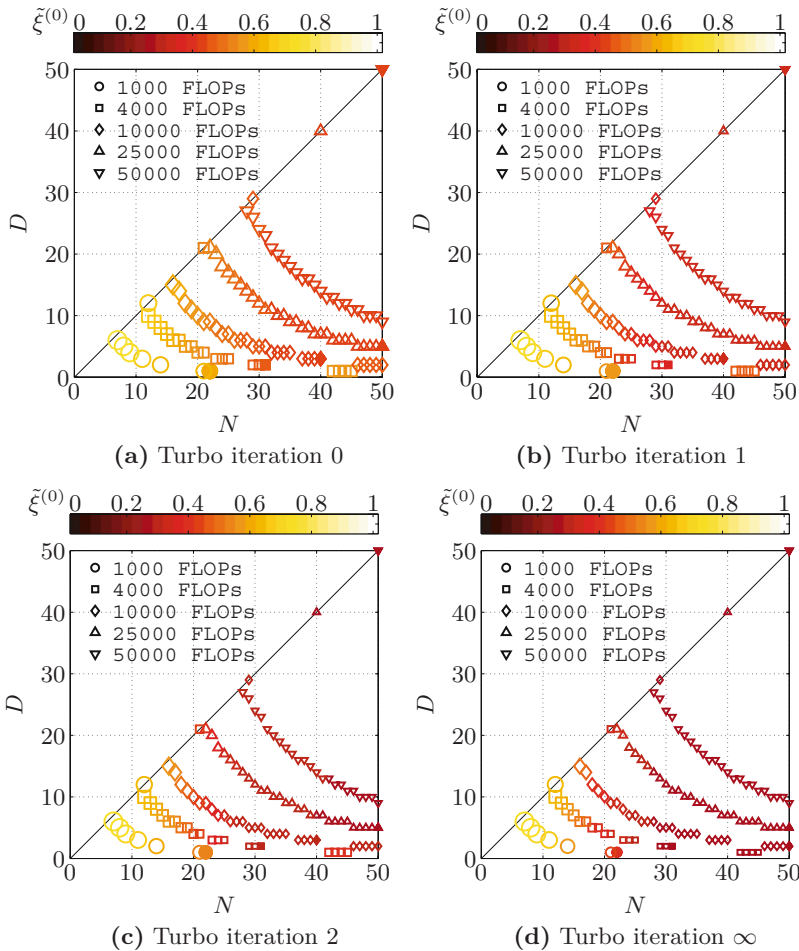 ξ̃⁽⁰⁾ 0 0.2 0.4 0.6 0.8 1
50
40
30
20
10
0
D
1000 FLOPs
4000 FLOPs
10000 FLOPs
25000 FLOPs
50000 FLOPs
0 10 20 30 40 50
N
(a) Turbo iteration 0
ξ̃⁽⁰⁾ 0 0.2 0.4 0.6 0.8 1
50
40
30
20
10
0
D
1000 FLOPs
4000 FLOPs
10000 FLOPs
25000 FLOPs
50000 FLOPs
0 10 20 30 40 50
N
(b) Turbo iteration 1
ξ̃⁽⁰⁾ 0 0.2 0.4 0.6 0.8 1
50
40
30
20
10
0
D
1000 FLOPs
4000 FLOPs
10000 FLOPs
25000 FLOPs
50000 FLOPs
0 10 20 30 40 50
N
(c) Turbo iteration 2
ξ̃⁽⁰⁾ 0 0.2 0.4 0.6 0.8 1
50
40
30
20
10
0
D
1000 FLOPs
4000 FLOPs
10000 FLOPs
25000 FLOPs
50000 FLOPs
0 10 20 30 40 50
N
(d) Turbo iteration ∞